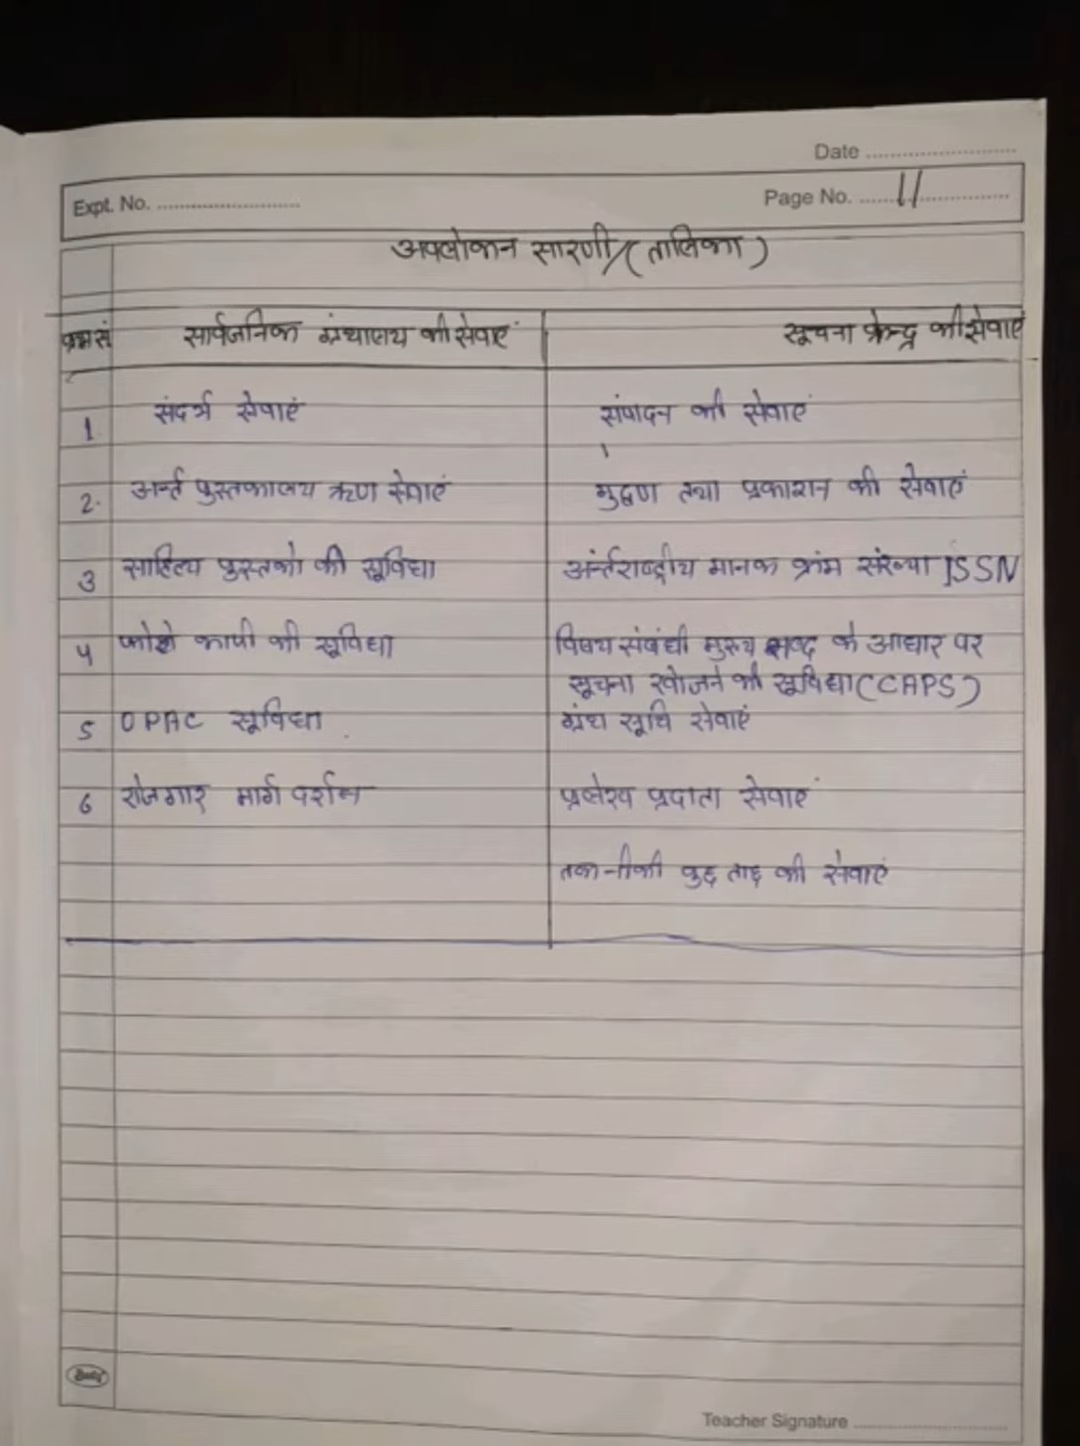 Date
Expt. No.
Page No. 11
अवलोकन सारणी/(तालिका)
क्रम सं सार्वजनिक ग्रंथालय की सेवाएं सूचना केन्द्र की सेवाएं
1 संदर्भ सेवाएं संपादन की सेवाएं
2. अर्न्त पुस्तकालय ऋण सेवाएं मुद्रण तथा प्रकाशन की सेवाएं
3 साहित्य पुस्तको की सूविधा अंर्तराष्ट्रीय मानक क्रंम संख्या ISSN
4 फोटो कापी की सूविधा विषय संबंधी मुख्य शब्द के आधार पर
सूचना खोजने की सूविधा (CAPS)
5 OPAC सूविधा ग्रंथ सूचि सेवाएं
6 रोजगार मार्ग दर्शन प्रलेख प्रदाता सेवाएं
तकनीकी पुछ ताछ की सेवाएं
Teacher Signature